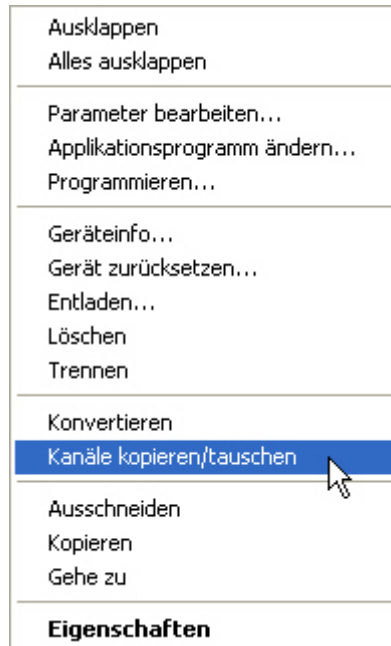 Ausklappen
Alles ausklappen
Parameter bearbeiten...
Applikationsprogramm ändern...
Programmieren...
Geräteinfo...
Gerät zurücksetzen...
Entladen...
Löschen
Trennen
Konvertieren
Kanäle kopieren/tauschen
Ausschneiden
Kopieren
Gehe zu
Eigenschaften